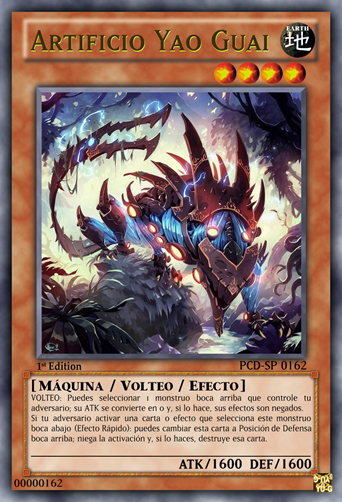 Artificio Yao Guai
EARTH
地
1st Edition
PCD-SP 0162
[Máquina / Volteo / Efecto]
VOLTEO: Puedes seleccionar 1 monstruo boca arriba que controle tu
adversario; su ATK se convierte en 0 y, si lo hace, sus efectos son negados.
Si tu adversario activar una carta o efecto que selecciona este monstruo
boca abajo (Efecto Rápido): puedes cambiar esta carta a Posición de Defensa
boca arriba; niega la activación y, si lo haces, destruye esa carta.
ATK/1600 DEF/1600
00000162